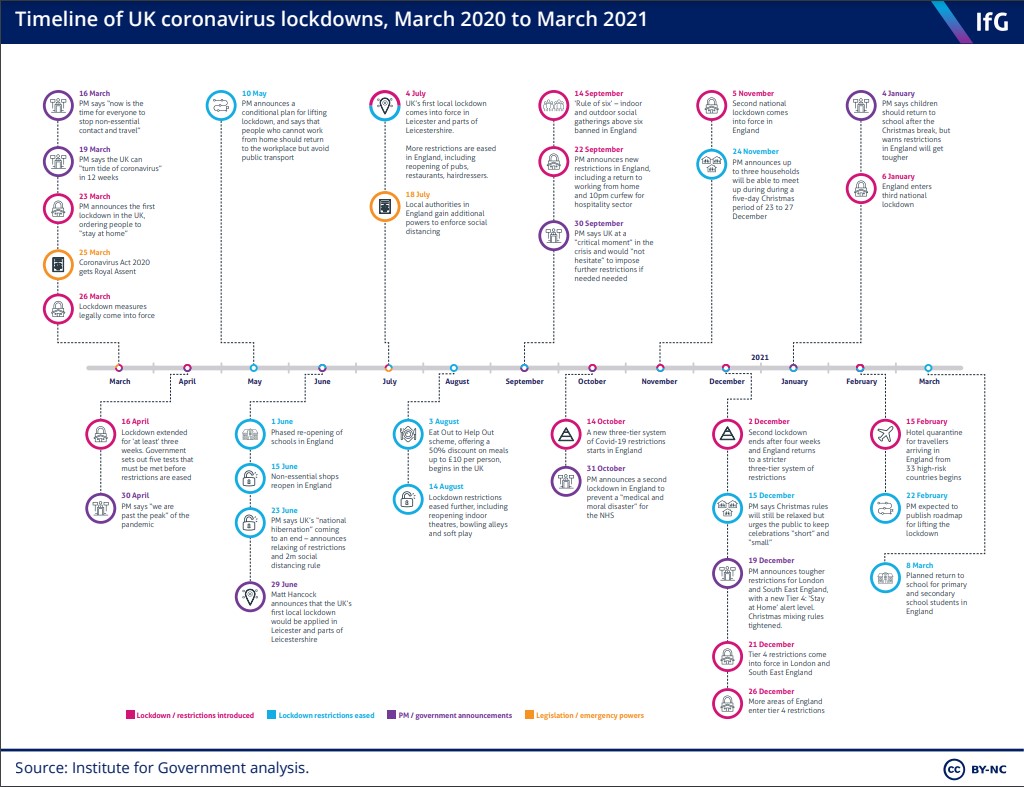 Timeline of UK coronavirus lockdowns, March 2020 to March 2021
IfG
16 March
PM says "now is the
time for everyone to
stop non-essential
contact and travel"
19 March
PM says the UK can
"turn tide of coronavirus"
in 12 weeks
23 March
PM announces the first
lockdown in the UK,
ordering people to
"stay at home"
25 March
Coronavirus Act 2020
gets Royal Assent
26 March
Lockdown measures
legally come into force
10 May
PM announces a
conditional plan for lifting
lockdown, and says that
people who cannot work
from home should return
to the workplace but avoid
public transport
4 July
UK's first local lockdown
comes into force in
Leicester and parts of
Leicestershire.
More restrictions are eased
in England, including
reopening of pubs,
restaurants, hairdressers.
18 July
Local authorities in
England gain additional
powers to enforce social
distancing
14 September
'Rule of six' – indoor
and outdoor social
gatherings above six
banned in England
22 September
PM announces new
restrictions in England,
including a return to
working from home
and 10pm curfew for
hospitality sector
30 September
PM says UK at a
"critical moment" in the
crisis and would "not
hesitate" to impose
further restrictions if
needed needed
5 November
Second national
lockdown comes
into force in
England
24 November
PM announces up
to three households
will be able to meet
up during during a
five-day Christmas
period of 23 to 27
December
4 January
PM says children
should return to
school after the
Christmas break, but
warns restrictions
in England will get
tougher
6 January
England enters
third national
lockdown
2021
March
April
May
June
July
August
September
October
November
December
January
February
March
16 April
Lockdown extended
for 'at least' three
weeks. Government
sets out five tests that
must be met before
restrictions are eased
30 April
PM says "we are
past the peak" of the
pandemic
1 June
Phased re-opening of
schools in England
15 June
Non-essential shops
reopen in England
23 June
PM says UK's "national
hibernation" coming
to an end – announces
relaxing of restrictions
and 2m social
distancing rule
29 June
Matt Hancock
announces that the UK's
first local lockdown
would be applied in
Leicester and parts of
Leicestershire
3 August
Eat Out to Help Out
scheme, offering a
50% discount on meals
up to £10 per person,
begins in the UK
14 August
Lockdown restrictions
eased further, including
reopening indoor
theatres, bowling alleys
and soft play
14 October
A new three-tier system
of Covid-19 restrictions
starts in England
31 October
PM announces a second
lockdown in England to
prevent a "medical and
moral disaster" for
the NHS
2 December
Second lockdown
ends after four weeks
and England returns
to a stricter
three-tier system of
restrictions
15 December
PM says Christmas rules
will still be relaxed but
urges the public to keep
celebrations "short" and
"small"
19 December
PM announces tougher
restrictions for London
and South East England,
with a new Tier 4: 'Stay
at Home' alert level.
Christmas mixing rules
tightened.
21 December
Tier 4 restrictions come
into force in London and
South East England
26 December
More areas of England
enter tier 4 restrictions
15 February
Hotel quarantine
for travellers
arriving in
England from
33 high-risk
countries begins
22 February
PM expected to
publish roadmap
for lifting the
lockdown
8 March
Planned return to
school for primary
and secondary
school students in
England
Lockdown / restrictions introduced
Lockdown restrictions eased
PM / government announcements
Legislation / emergency powers
Source: Institute for Government analysis.
cc BY-NC